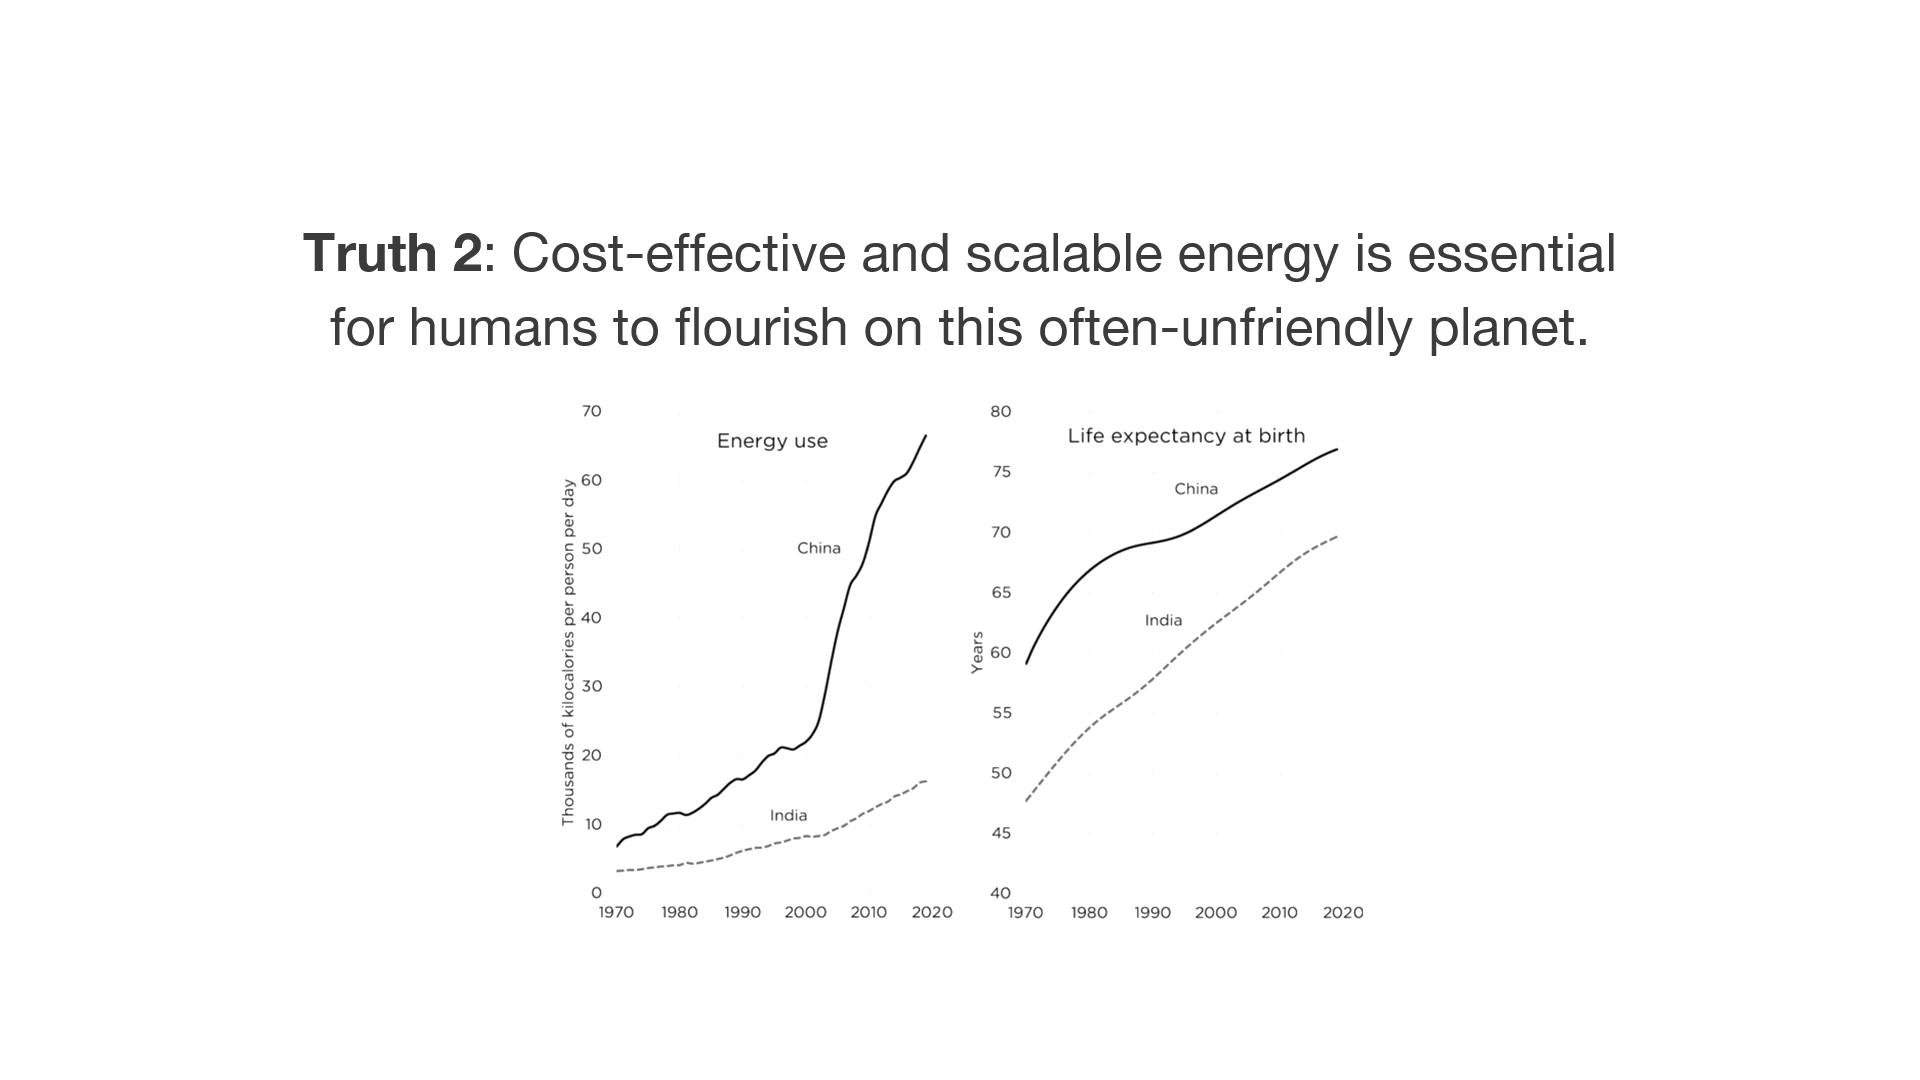 Truth 2: Cost-effective and scalable energy is essential
for humans to flourish on this often-unfriendly planet.
Energy use
Thousands of kilocalories per person per day
70
60
50
40
30
20
10
0
China
India
1970 1980 1990 2000 2010 2020
Life expectancy at birth
Years
80
75
70
65
60
55
50
45
40
China
India
1970 1980 1990 2000 2010 2020